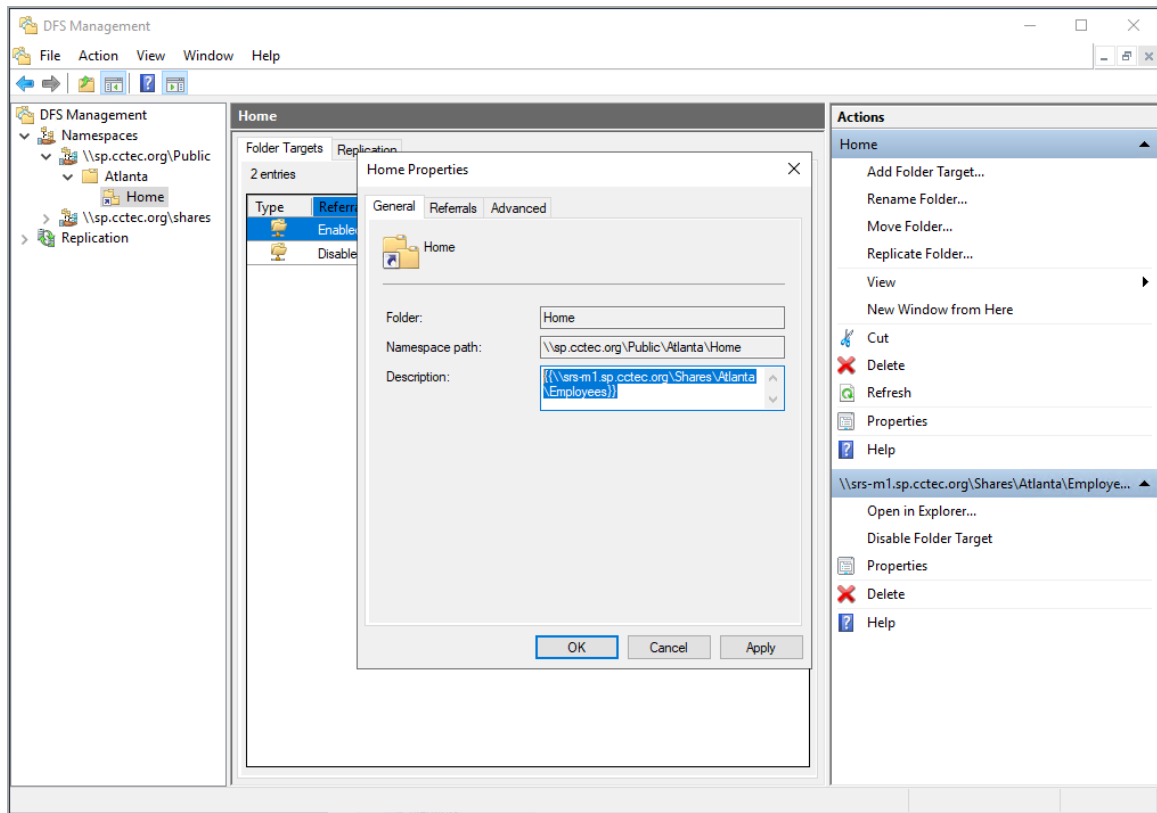 DFS Management
File Action View Window Help
DFS Management
Namespaces
\\sp.cctec.org\Public
Atlanta
Home
\\sp.cctec.org\shares
Replication
Home
Folder Targets Replication
2 entries
Type Referr
Enabled
Disable
Home Properties
General Referrals Advanced
Home
Folder: Home
Namespace path: \\sp.cctec.org\Public\Atlanta\Home
Description: {{\\srs-m1.sp.cctec.org\Shares\Atlanta
\Employees}}
OK Cancel Apply
Actions
Home
Add Folder Target...
Rename Folder...
Move Folder...
Replicate Folder...
View
New Window from Here
Cut
Delete
Refresh
Properties
Help
\\srs-m1.sp.cctec.org\Shares\Atlanta\Employe...
Open in Explorer...
Disable Folder Target
Properties
Delete
Help